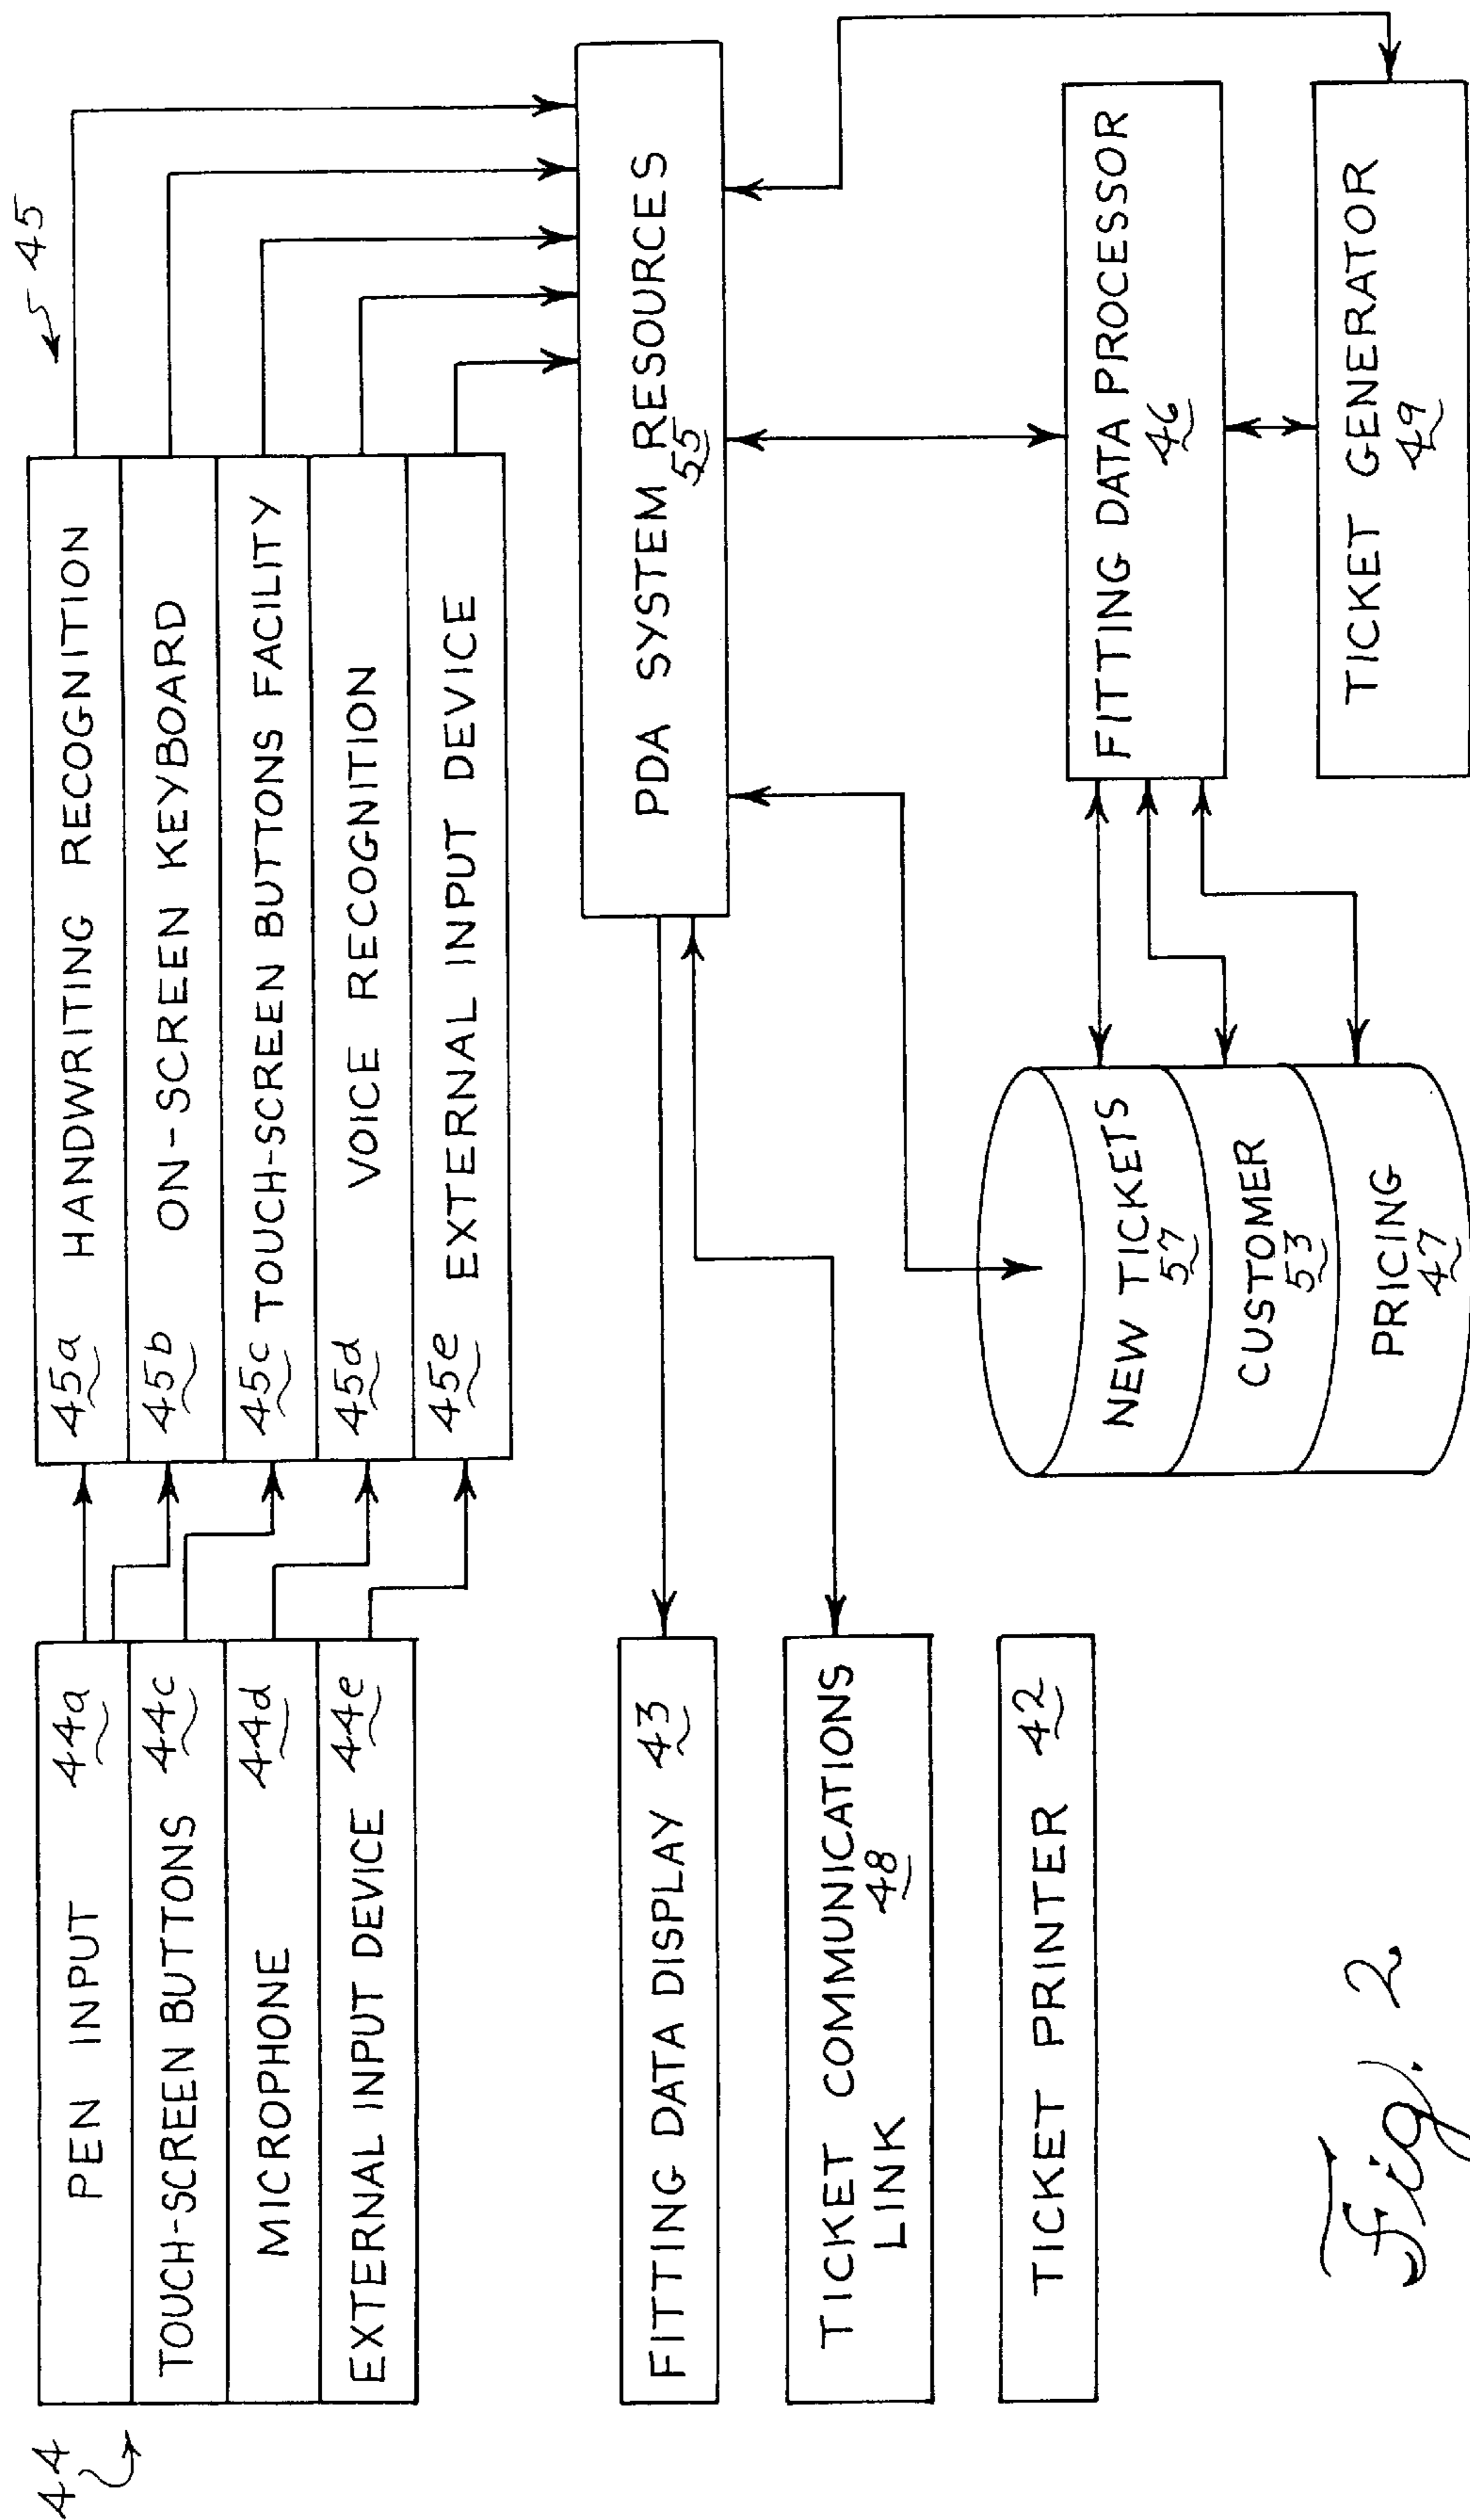 44
PEN INPUT 44a
TOUCH-SCREEN BUTTONS 44c
MICROPHONE 44d
EXTERNAL INPUT DEVICE 44e
45
45a HANDWRITING RECOGNITION
45b ON-SCREEN KEYBOARD
45c TOUCH-SCREEN BUTTONS FACILITY
45d VOICE RECOGNITION
45e EXTERNAL INPUT DEVICE
FITTING DATA DISPLAY 43
PDA SYSTEM RESOURCES
55
TICKET COMMUNICATIONS
LINK 48
TICKET PRINTER 42
NEW TICKETS
57
CUSTOMER
53
PRICING
47
FITTING DATA PROCESSOR
46
TICKET GENERATOR
49
Fig. 2